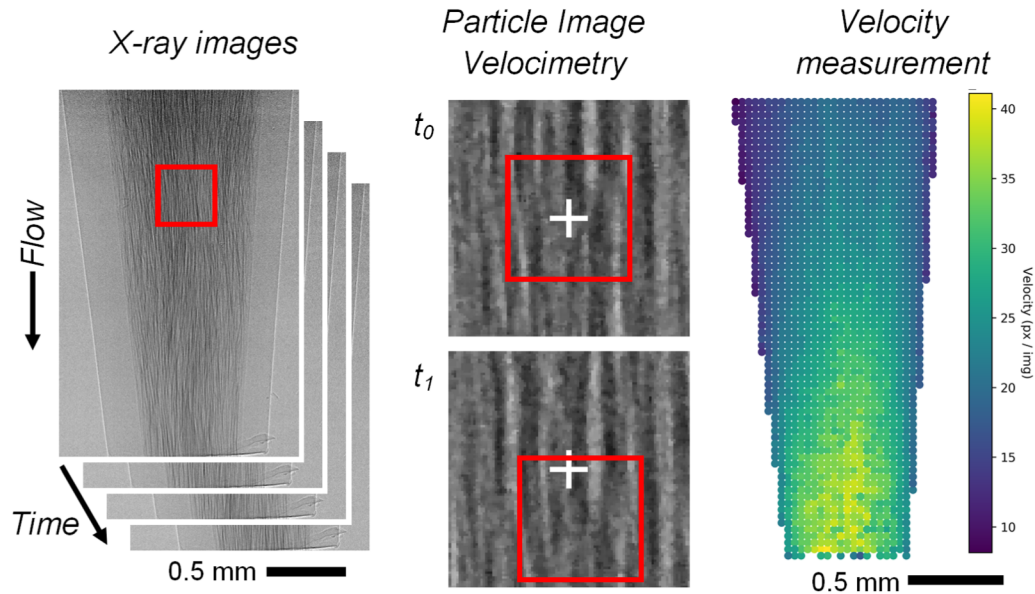 X-ray images
Flow
Time
0.5 mm
Particle Image
Velocimetry
t0
t1
Velocity
measurement
40
35
30
25
20
15
10
Velocity (px / img)
0.5 mm